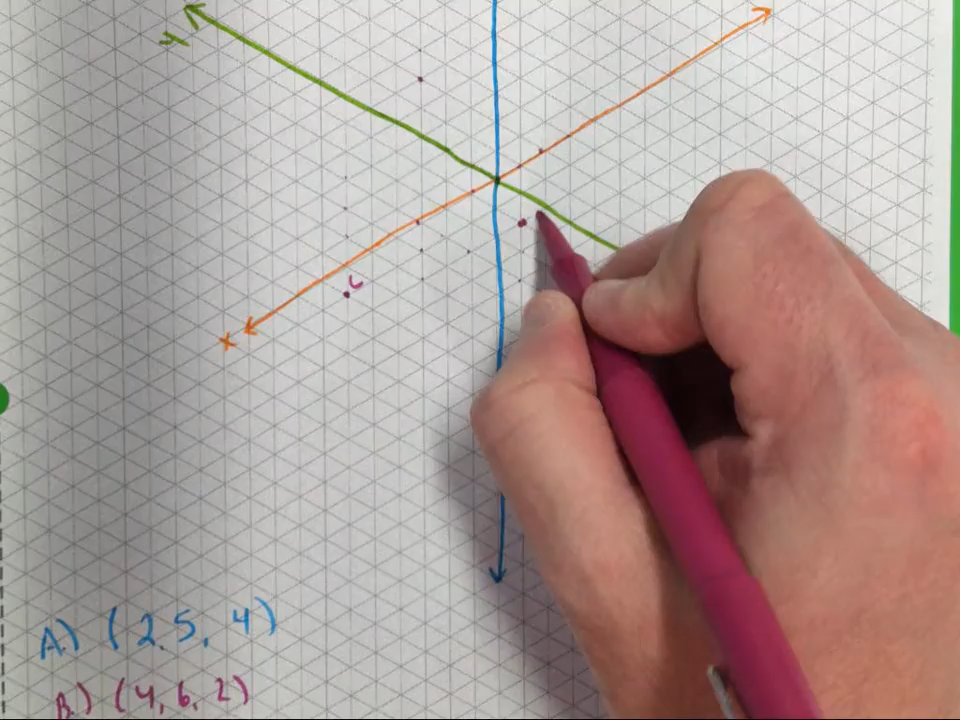 y
C
x
A.) (2, 5, 4)
B.) (4, 6, 2)